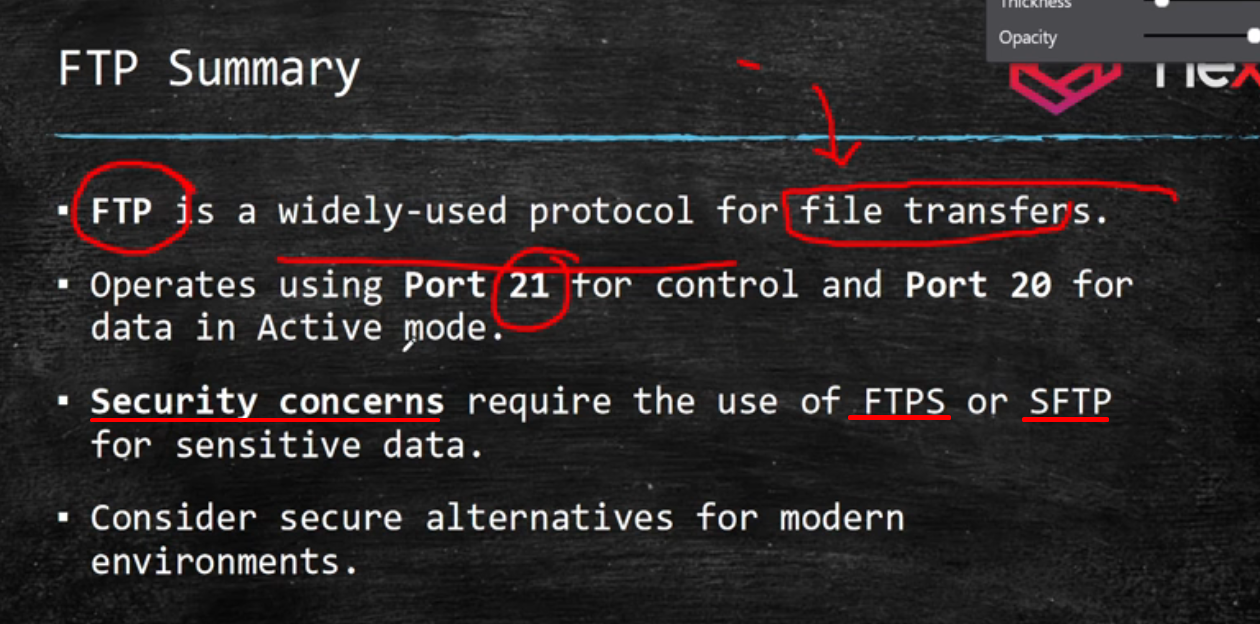 Thickness
Opacity
FTP Summary
▪ FTP is a widely-used protocol for file transfers.
▪ Operates using Port 21 for control and Port 20 for
data in Active mode.
▪ Security concerns require the use of FTPS or SFTP
for sensitive data.
▪ Consider secure alternatives for modern
environments.